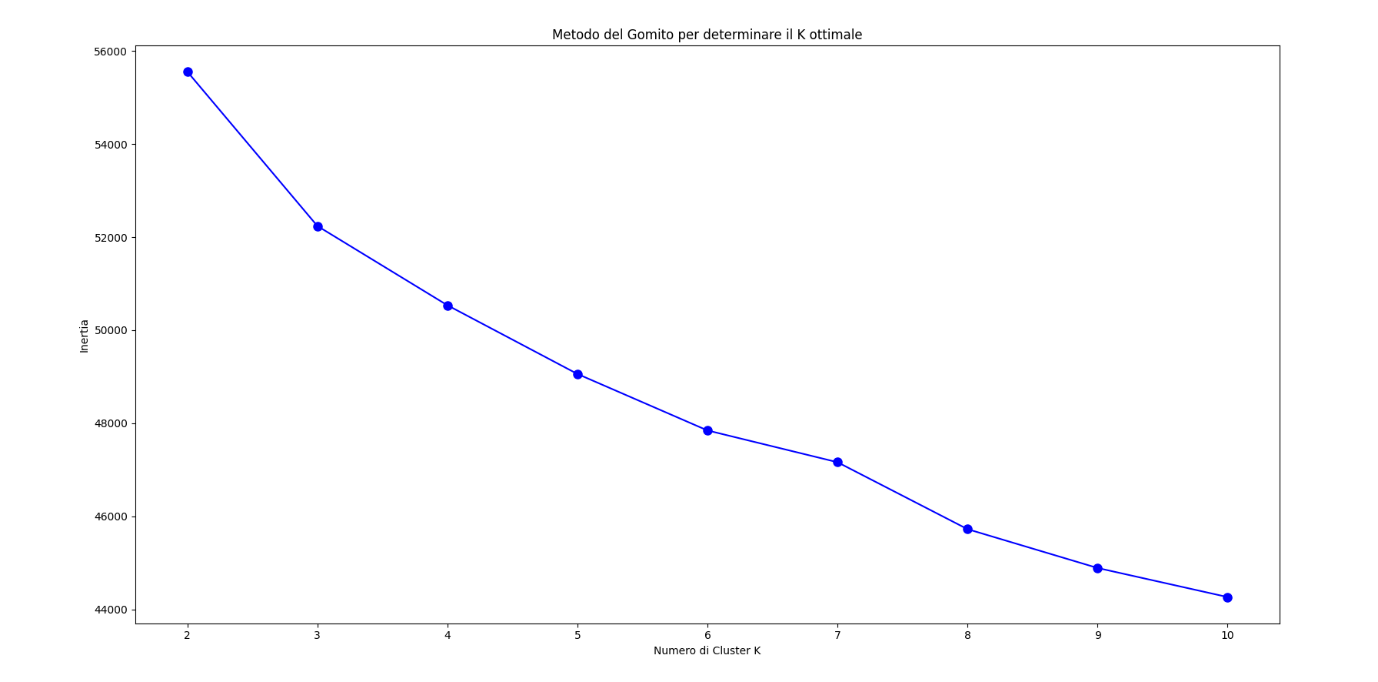 Metodo del Gomito per determinare il K ottimale
56000
54000
52000
50000
48000
46000
44000
Inertia
2 3 4 5 6 7 8 9 10
Numero di Cluster K